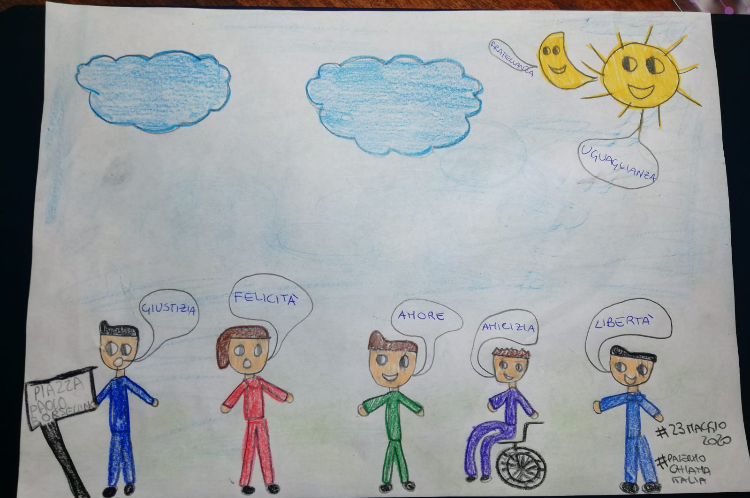 FRATELLANZA
UGUAGLIANZA
GIUSTIZIA
FELICITÀ
AMORE
AMICIZIA
LIBERTÀ
PIAZZA
PAOLO
BORSELLINO
#23 MAGGIO
2020
#PALERMO
CHIAMA
ITALIA